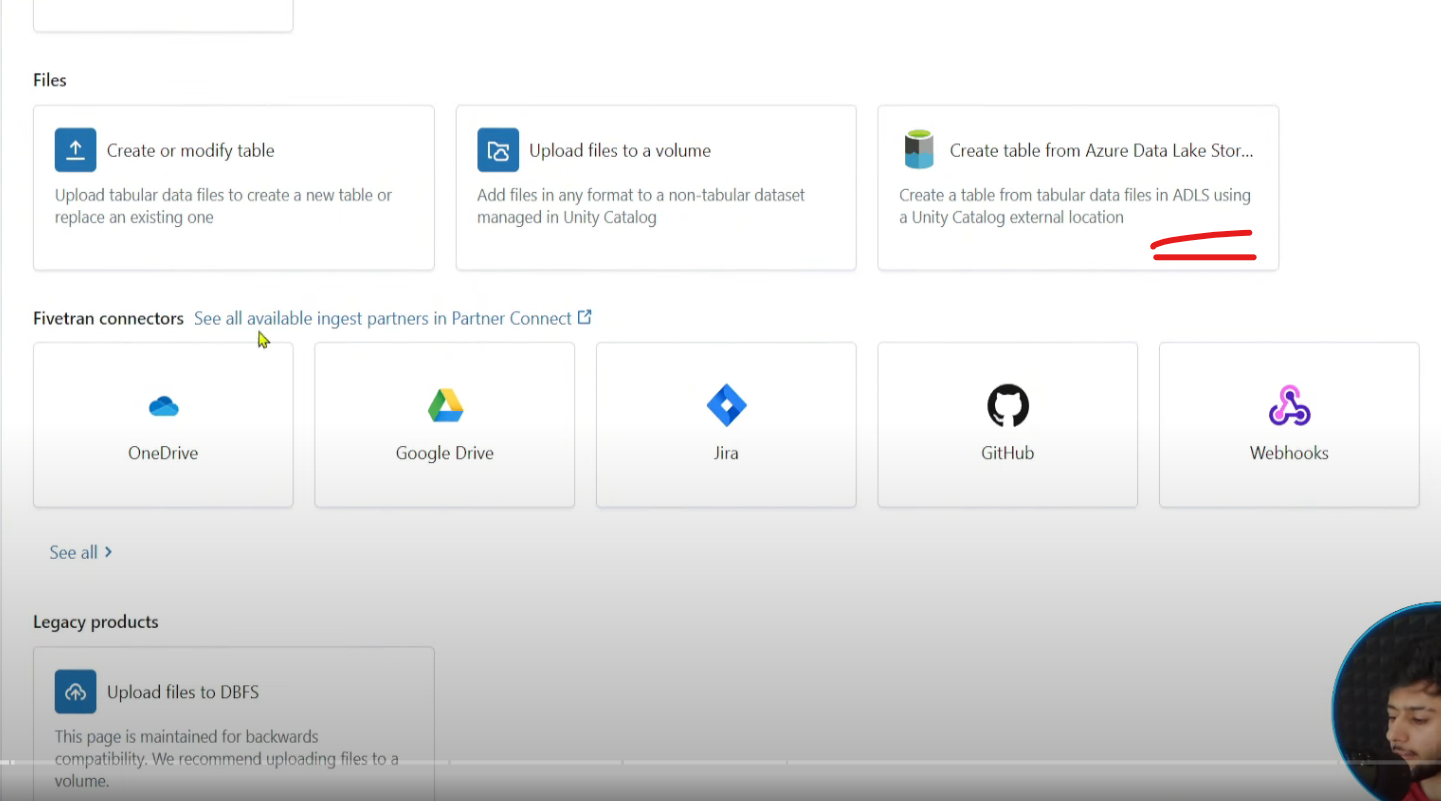 Files
Create or modify table
Upload tabular data files to create a new table or
replace an existing one
Upload files to a volume
Add files in any format to a non-tabular dataset
managed in Unity Catalog
Create table from Azure Data Lake Stor...
Create a table from tabular data files in ADLS using
a Unity Catalog external location
Fivetran connectors See all available ingest partners in Partner Connect
OneDrive
Google Drive
Jira
GitHub
Webhooks
See all
Legacy products
Upload files to DBFS
This page is maintained for backwards
compatibility. We recommend uploading files to a
volume.